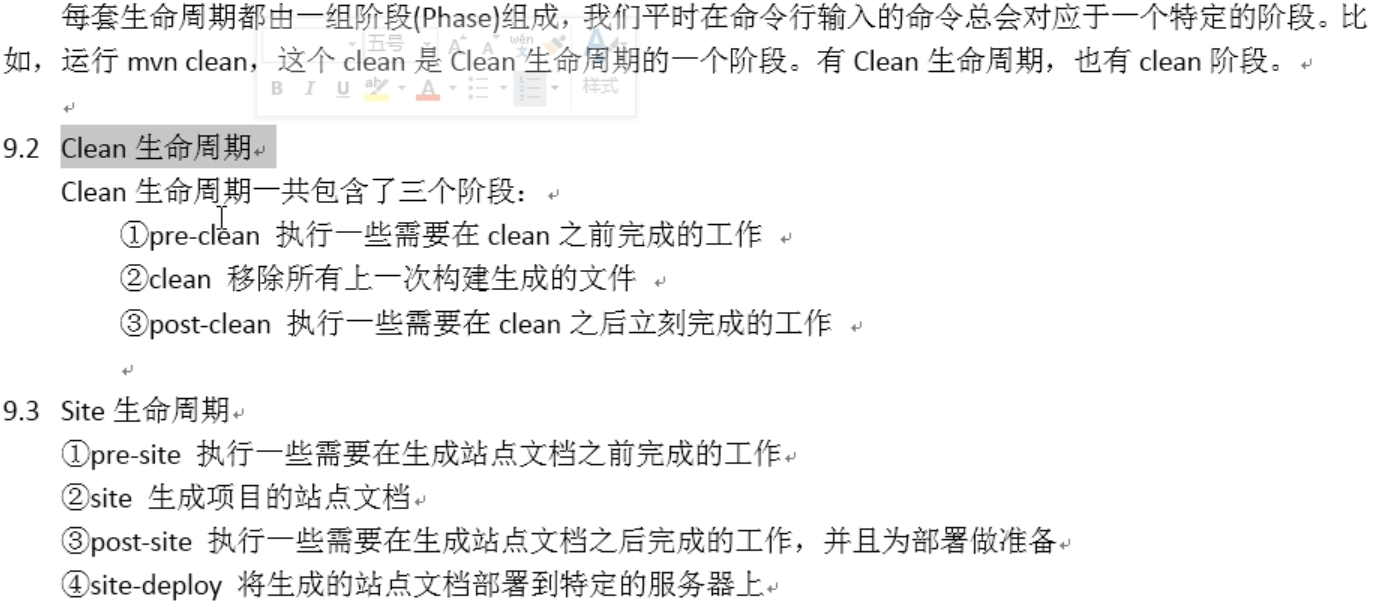 每套生命周期都由一组阶段(Phase)组成，我们平时在命令行输入的命令总会对应于一个特定的阶段。比
如，运行 mvn clean，这个 clean 是 Clean 生命周期的一个阶段。有 Clean 生命周期，也有 clean 阶段。
五号 A A wén 文 A
B I U ab A 样式
9.2 Clean 生命周期
Clean 生命周期一共包含了三个阶段：
①pre-clean 执行一些需要在 clean 之前完成的工作
②clean 移除所有上一次构建生成的文件
③post-clean 执行一些需要在 clean 之后立刻完成的工作
9.3 Site 生命周期
①pre-site 执行一些需要在生成站点文档之前完成的工作
②site 生成项目的站点文档
③post-site 执行一些需要在生成站点文档之后完成的工作，并且为部署做准备
④site-deploy 将生成的站点文档部署到特定的服务器上